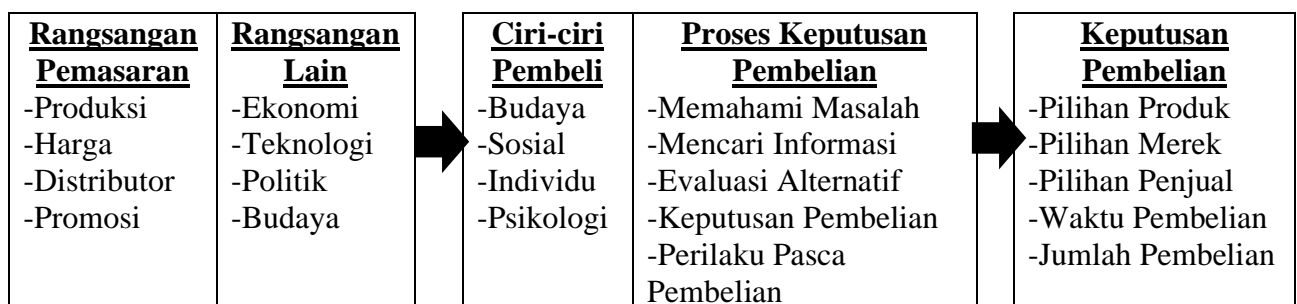 Rangsangan
Pemasaran
-Produksi
-Harga
-Distributor
-Promosi
Rangsangan
Lain
-Ekonomi
-Teknologi
-Politik
-Budaya
Ciri-ciri
Pembeli
-Budaya
-Sosial
-Individu
-Psikologi
Proses Keputusan
Pembelian
-Memahami Masalah
-Mencari Informasi
-Evaluasi Alternatif
-Keputusan Pembelian
-Perilaku Pasca
Pembelian
Keputusan
Pembelian
-Pilihan Produk
-Pilihan Merek
-Pilihan Penjual
-Waktu Pembelian
-Jumlah Pembelian